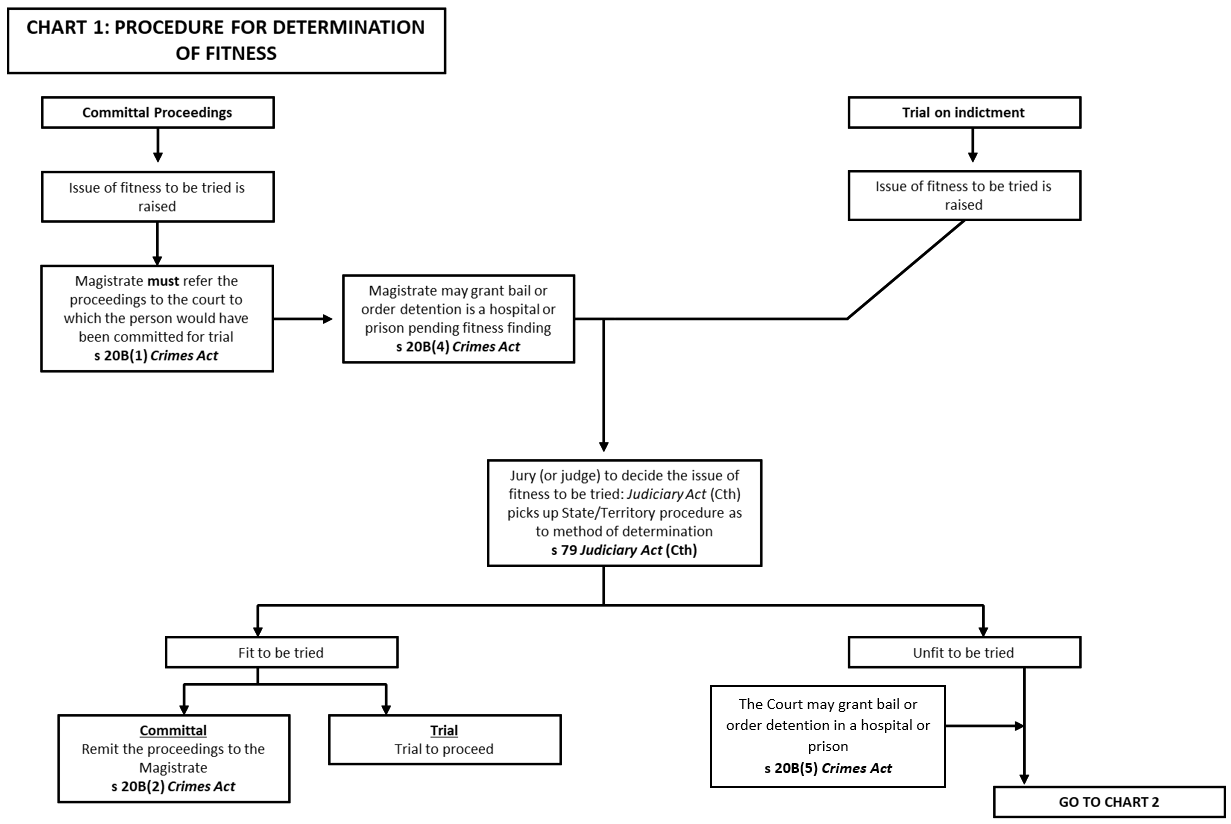 CHART 1: PROCEDURE FOR DETERMINATION
OF FITNESS
Committal Proceedings
Trial on indictment
Issue of fitness to be tried is
raised
Issue of fitness to be tried is
raised
Magistrate must refer the
proceedings to the court to
which the person would have
been committed for trial
s 20B(1) Crimes Act
Magistrate may grant bail or
order detention is a hospital or
prison pending fitness finding
s 20B(4) Crimes Act
Jury (or judge) to decide the issue of
fitness to be tried: Judiciary Act (Cth)
picks up State/Territory procedure as
to method of determination
s 79 Judiciary Act (Cth)
Fit to be tried
Unfit to be tried
Committal
Remit the proceedings to the
Magistrate
s 20B(2) Crimes Act
Trial
Trial to proceed
The Court may grant bail or
order detention in a hospital or
prison
s 20B(5) Crimes Act
GO TO CHART 2